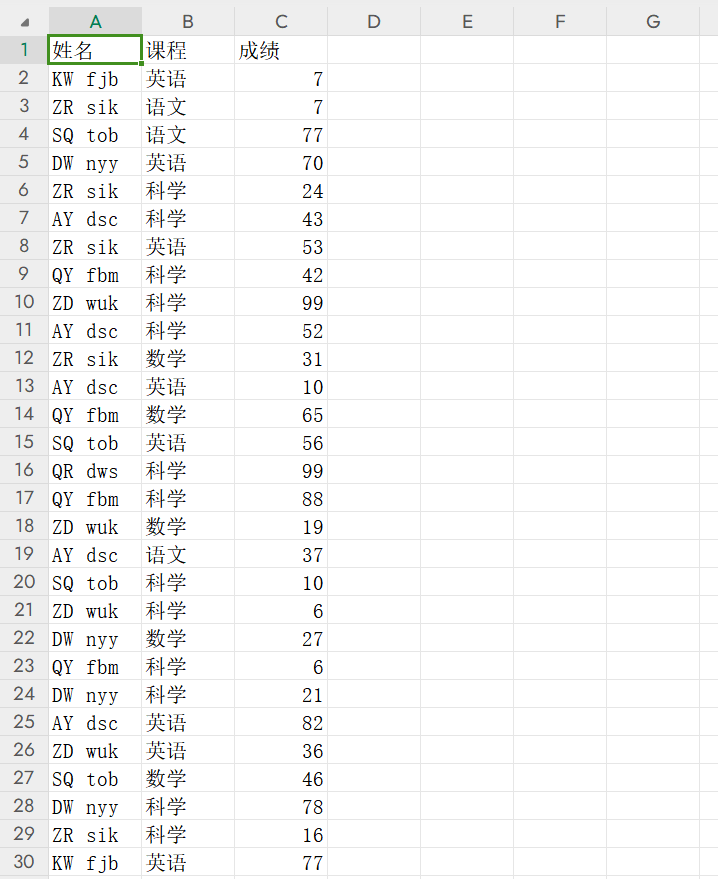 A B C D E F G
1 姓名 课程 成绩
2 KW fjb 英语 7
3 ZR sik 语文 7
4 SQ tob 语文 77
5 DW nyy 英语 70
6 ZR sik 科学 24
7 AY dsc 科学 43
8 ZR sik 英语 53
9 QY fbm 科学 42
10 ZD wuk 科学 99
11 AY dsc 科学 52
12 ZR sik 数学 31
13 AY dsc 英语 10
14 QY fbm 数学 65
15 SQ tob 英语 56
16 QR dws 科学 99
17 QY fbm 科学 88
18 ZD wuk 数学 19
19 AY dsc 语文 37
20 SQ tob 科学 10
21 ZD wuk 科学 6
22 DW nyy 数学 27
23 QY fbm 科学 6
24 DW nyy 科学 21
25 AY dsc 英语 82
26 ZD wuk 英语 36
27 SQ tob 数学 46
28 DW nyy 科学 78
29 ZR sik 科学 16
30 KW fjb 英语 77